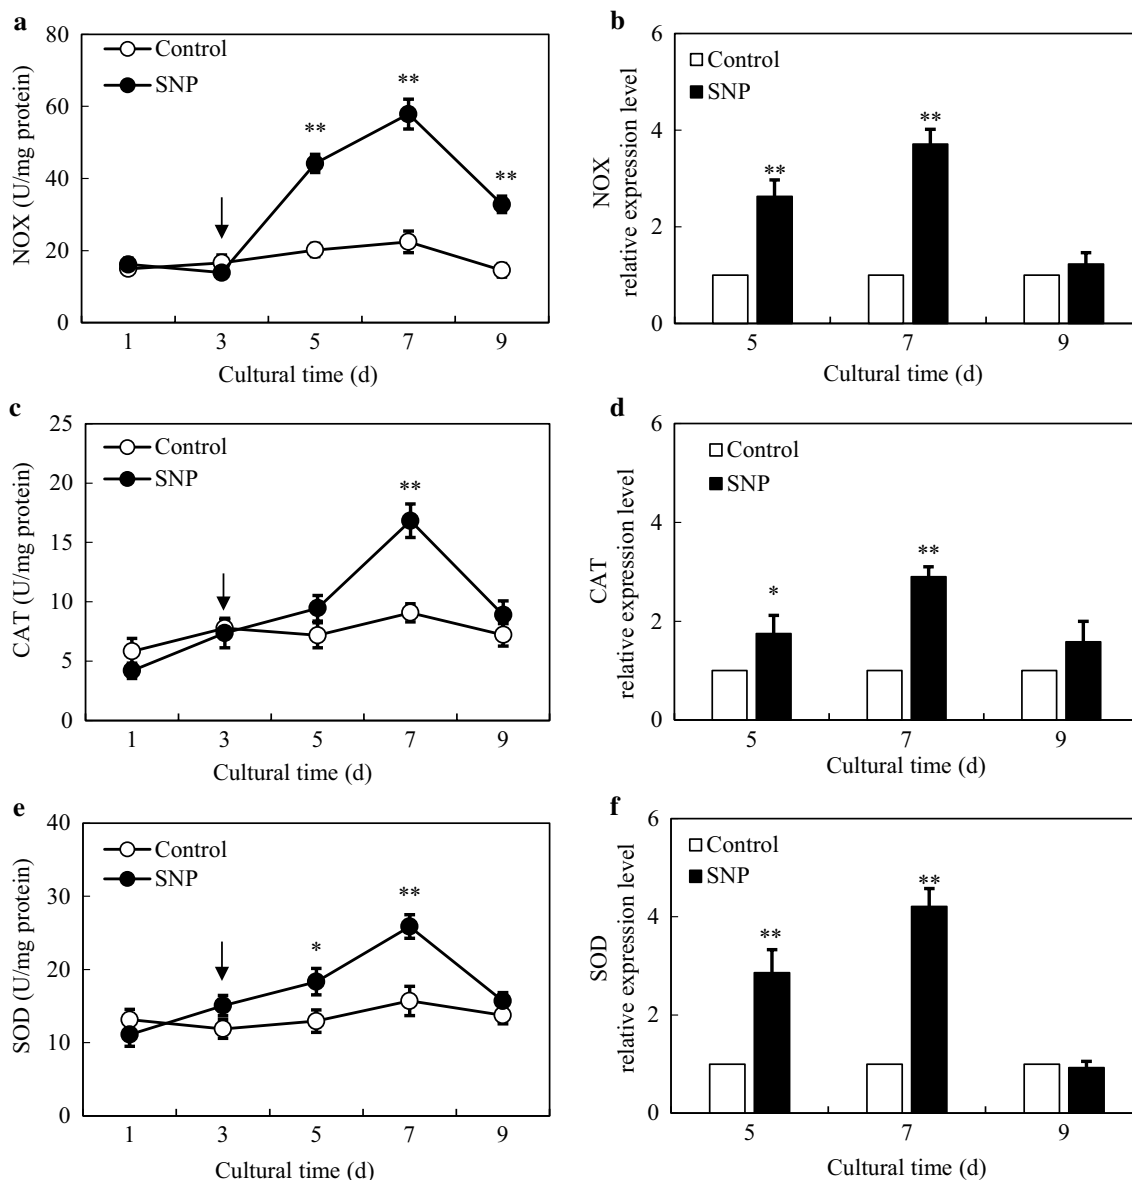 a
Control
SNP
NOX (U/mg protein)
80
60
40
20
0
**
**
**
1 3 5 7 9
Cultural time (d)
b
Control
SNP
NOX
relative expression level
6
4
2
0
**
**
5 7 9
Cultural time (d)
c
Control
SNP
CAT (U/mg protein)
25
20
15
10
5
0
**
1 3 5 7 9
Cultural time (d)
d
Control
SNP
CAT
relative expression level
6
4
2
0
*
**
5 7 9
Cultural time (d)
e
Control
SNP
SOD (U/mg protein)
40
30
20
10
0
*
**
1 3 5 7 9
Cultural time (d)
f
Control
SNP
SOD
relative expression level
6
4
2
0
**
**
5 7 9
Cultural time (d)